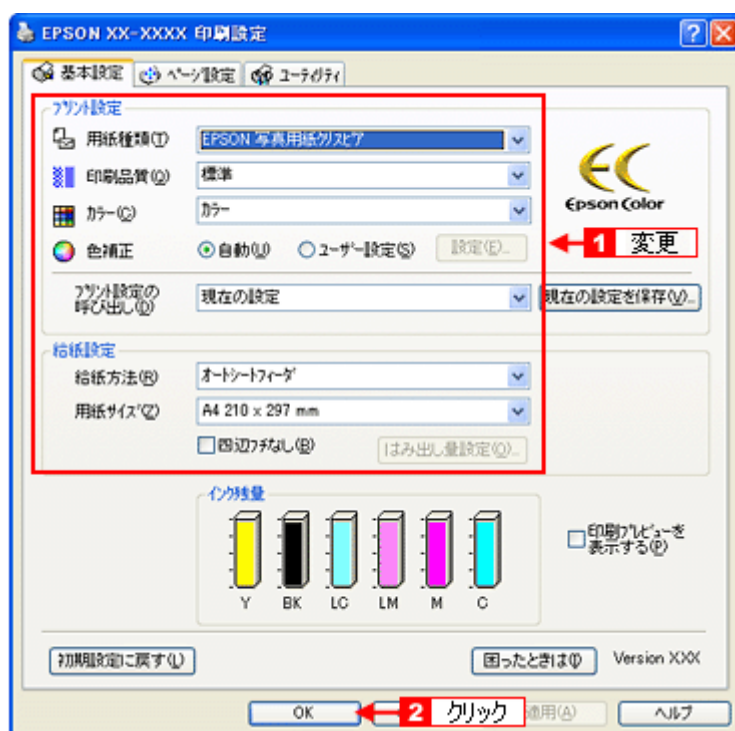 EPSON XX-XXXX 印刷設定
基本設定 ページ設定 ユーティリティ
プリント設定
用紙種類(T) EPSON 写真用紙クリスピア
印刷品質(Q) 標準
カラー(C) カラー
色補正 自動(U) ユーザー設定(S) 設定(E)...
Epson Color
1 変更
プリント設定の
呼び出し(D) 現在の設定 現在の設定を保存(V)...
給紙設定
給紙方法(R) オートシートフィーダ
用紙サイズ(Z) A4 210 x 297 mm
四辺フチなし(B) はみ出し量設定(O)...
インク残量
Y BK LC LM M C
印刷プレビューを
表示する(P)
初期設定に戻す(L) 困ったときは(I) Version X.XX
OK 2 クリック 適用(A) ヘルプ